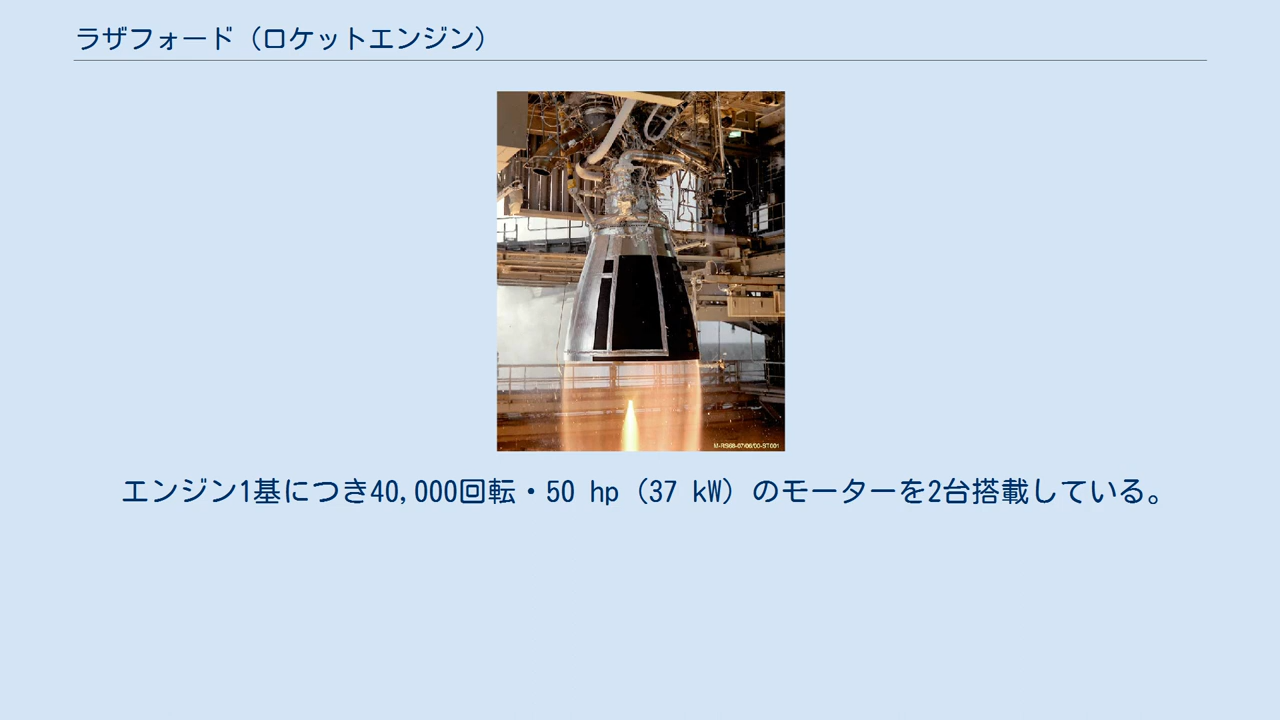 ラザフォード（ロケットエンジン）
エンジン1基につき40,000回転・50 hp（37 kW）のモーターを2台搭載している。